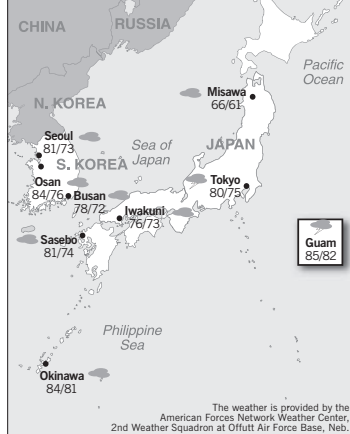 CHINA
RUSSIA
Pacific
Ocean
Misawa
66/61
N. KOREA
JAPAN
Seoul
81/73
Sea of
Japan
S. KOREA
Osan
84/76
Busan
78/72
Tokyo
80/75
Iwakuni
76/73
Sasebo
81/74
Guam
85/82
Philippine
Sea
Okinawa
84/81
The weather is provided by the
American Forces Network Weather Center,
2nd Weather Squadron at Offutt Air Force Base, Neb.